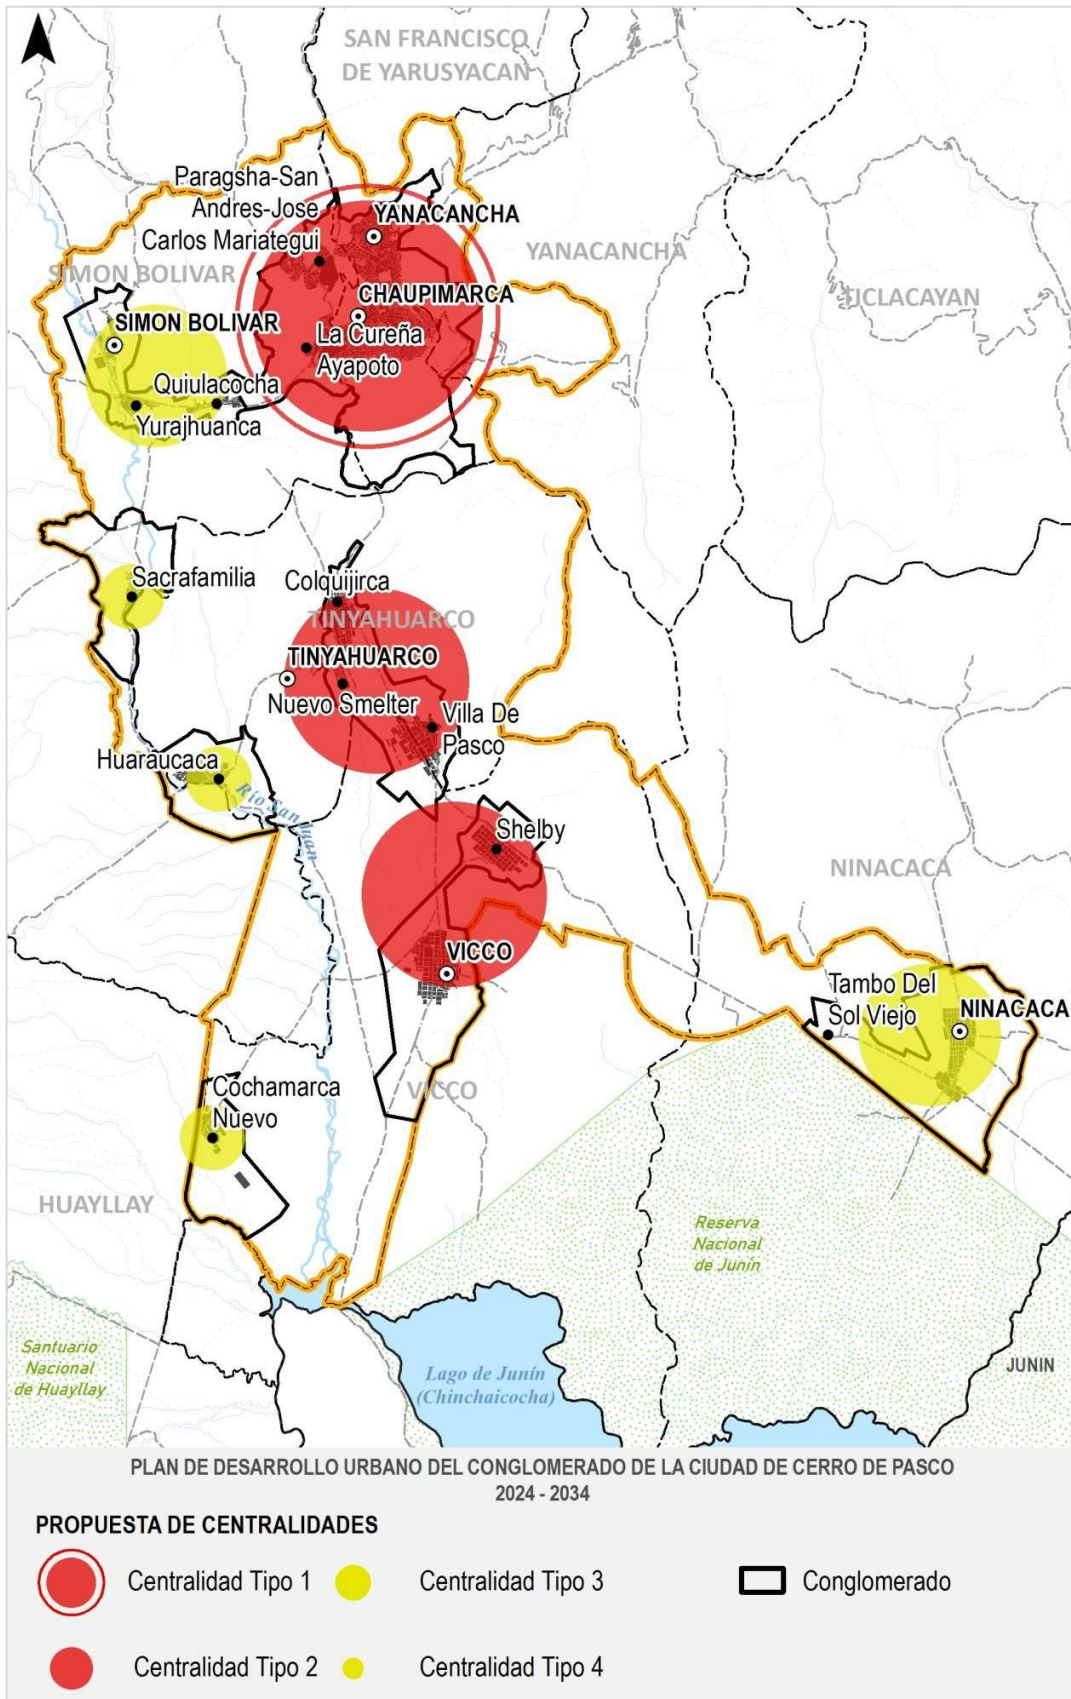 SAN FRANCISCO
DE YARUSYACAN
Paragsha-San
Andres-Jose
Carlos Mariategui
YANACANCHA
YANACANCHA
SIMON BOLIVAR
CHAUPIMARCA
TICLACAYAN
SIMON BOLIVAR
La Cureña
Ayapoto
Quiulacocha
Yurajhuanca
Sacrafamilia
Colquijirca
TINYAHUARCO
TINYAHUARCO
Nuevo Smelter
Villa De
Pasco
Huaraucaca
Río San Juan
Shelby
NINACACA
VICCO
Tambo Del
Sol Viejo
NINACACA
Cochamarca
Nuevo
VICCO
HUAYLLAY
Reserva
Nacional
de Junín
Santuario
Nacional
de Huayllay
Lago de Junín
(Chinchaicocha)
JUNIN
PLAN DE DESARROLLO URBANO DEL CONGLOMERADO DE LA CIUDAD DE CERRO DE PASCO
2024 - 2034
PROPUESTA DE CENTRALIDADES
Centralidad Tipo 1
Centralidad Tipo 3
Conglomerado
Centralidad Tipo 2
Centralidad Tipo 4